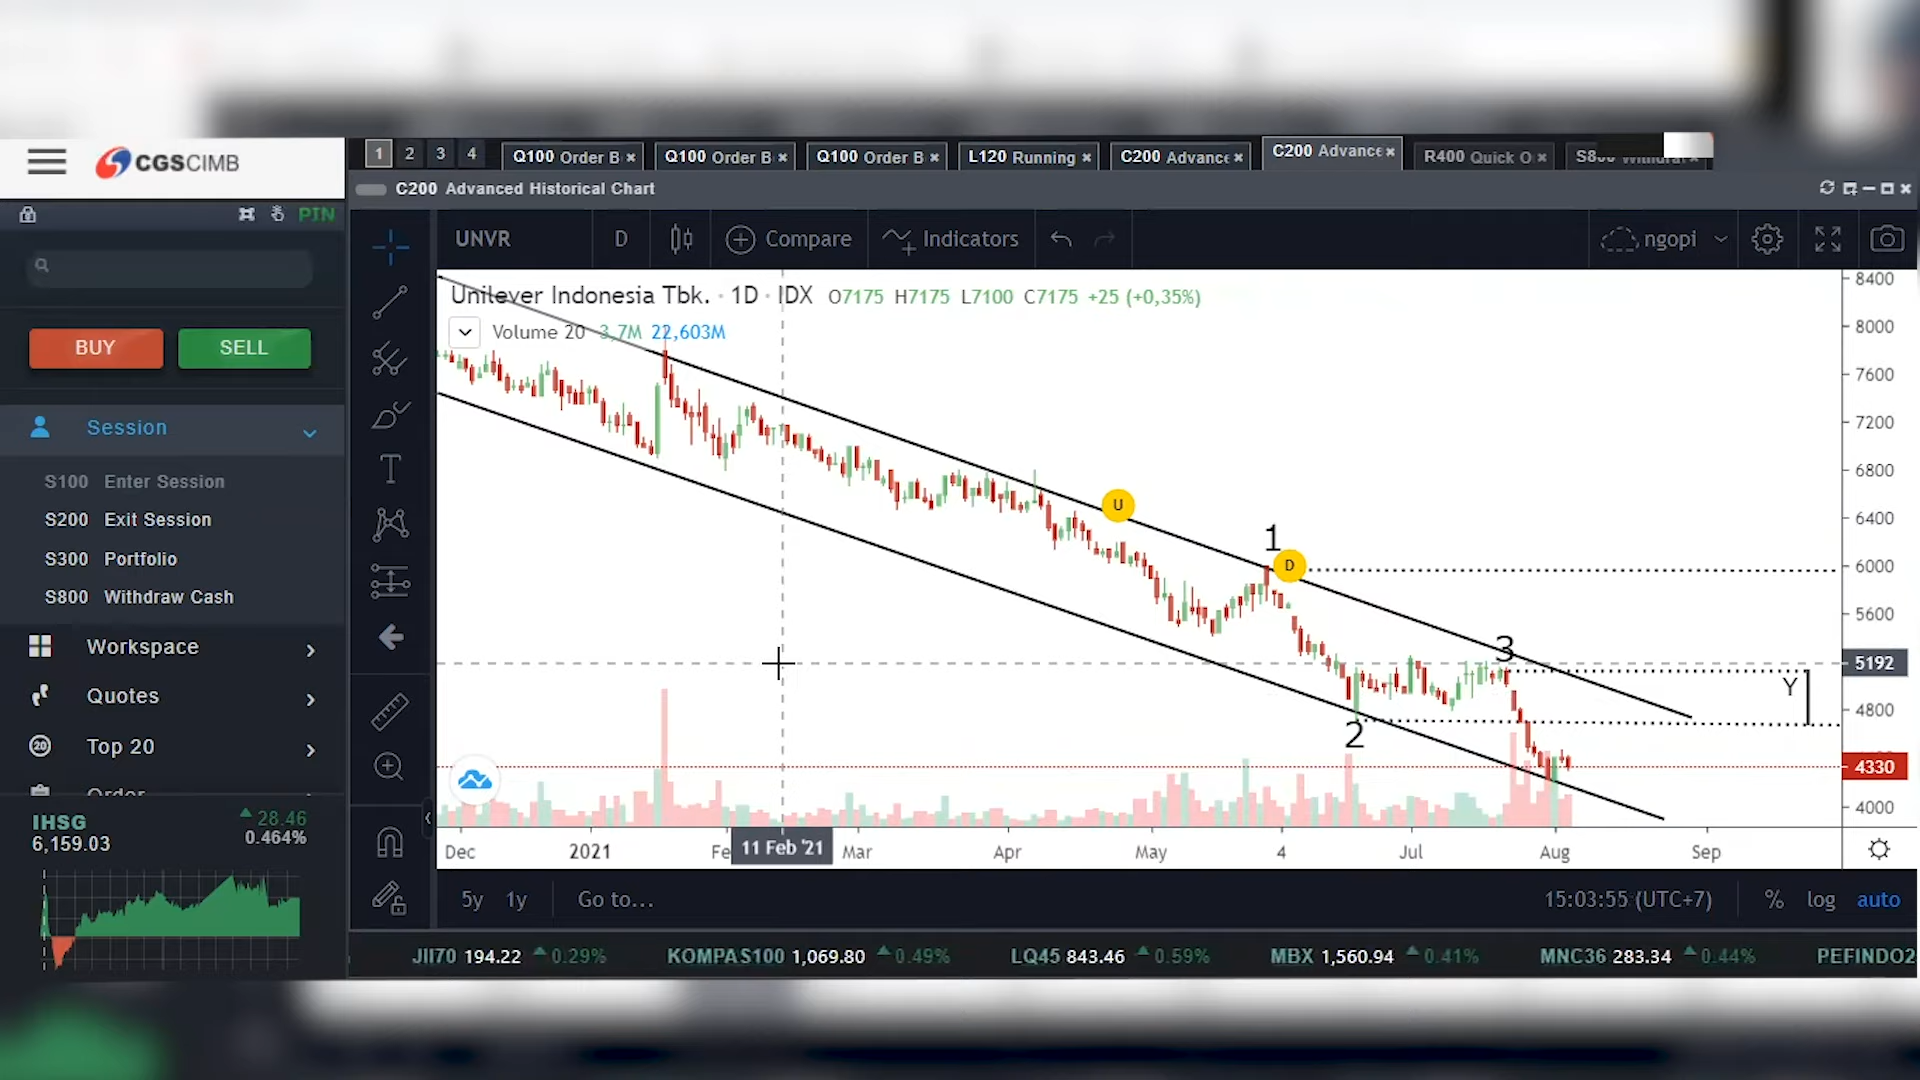 CGSCIMB
1 2 3 4
Q100 Order B
Q100 Order B
Q100 Order B
L120 Running
C200 Advance
C200 Advance
R400 Quick O
C200 Advanced Historical Chart
PIN
UNVR D Compare Indicators ngopi
BUY SELL
Session
S100 Enter Session
S200 Exit Session
S300 Portfolio
S800 Withdraw Cash
Workspace
Quotes
Top 20
Order
IHSG 28.46
6,159.03 0.464%
Unilever Indonesia Tbk. · 1D · IDX O7175 H7175 L7100 C7175 +25 (+0,35%)
Volume 20 3.7M 22,603M
U
1
D
2
3
Y
8400
8000
7600
7200
6800
6400
6000
5600
5192
4800
4330
4000
Dec 2021 Fe 11 Feb '21 Mar Apr May 4 Jul Aug Sep
5y 1y Go to... 15:03:55 (UTC+7) % log auto
JII70 194.22 0.29% KOMPAS100 1,069.80 0.49% LQ45 843.46 0.59% MBX 1,560.94 0.41% MNC36 283.34 0.44% PEFINDO2